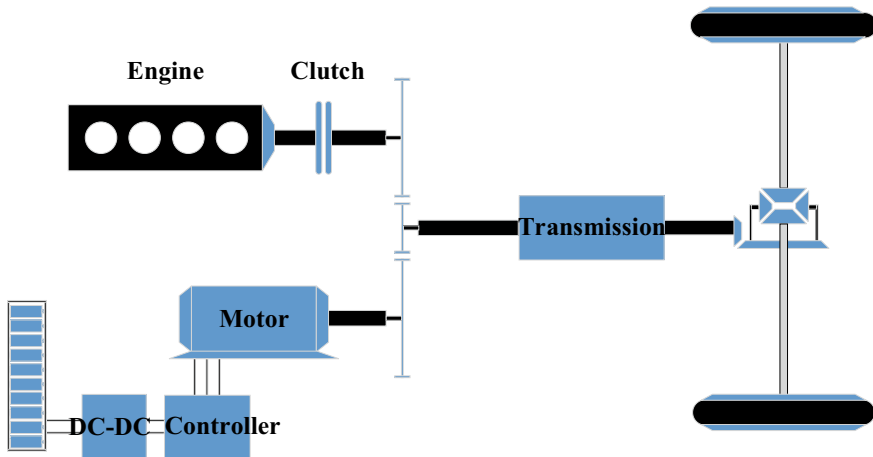 Engine
Clutch
Transmission
Motor
DC-DC
Controller